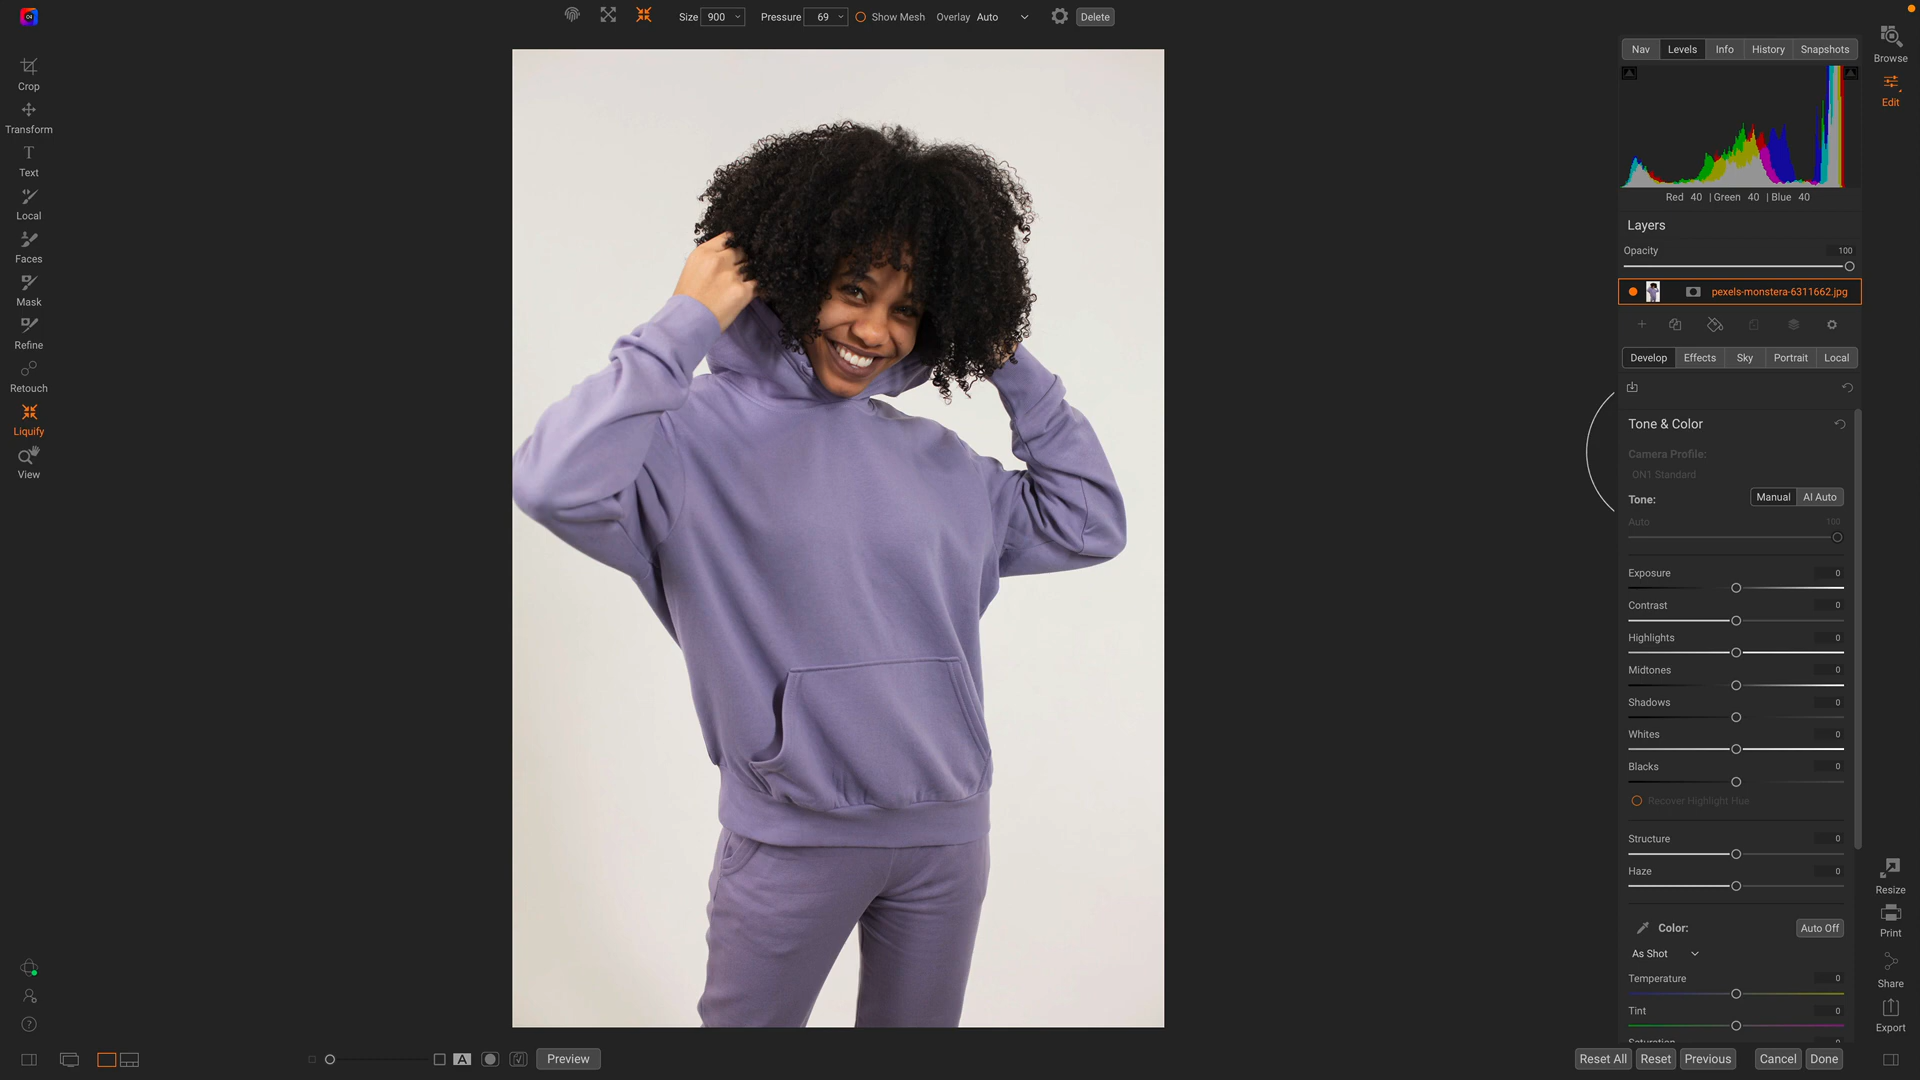 Size 900 Pressure 69 Show Mesh Overlay Auto Delete
Crop
Transform
Text
Local
Faces
Mask
Refine
Retouch
Liquify
View
Nav Levels Info History Snapshots
Red 40 | Green 40 | Blue 40
Layers
Opacity 100
pexels-monstera-6311662.jpg
Develop Effects Sky Portrait Local
Tone & Color
Camera Profile:
ON1 Standard
Tone: Manual AI Auto
Auto 100
Exposure 0
Contrast 0
Highlights 0
Midtones 0
Shadows 0
Whites 0
Blacks 0
Recover Highlight Hue
Structure 0
Haze 0
Color: Auto Off
As Shot
Temperature 0
Tint 0
Browse
Edit
Resize
Print
Share
Export
A Preview
Reset All Reset Previous Cancel Done